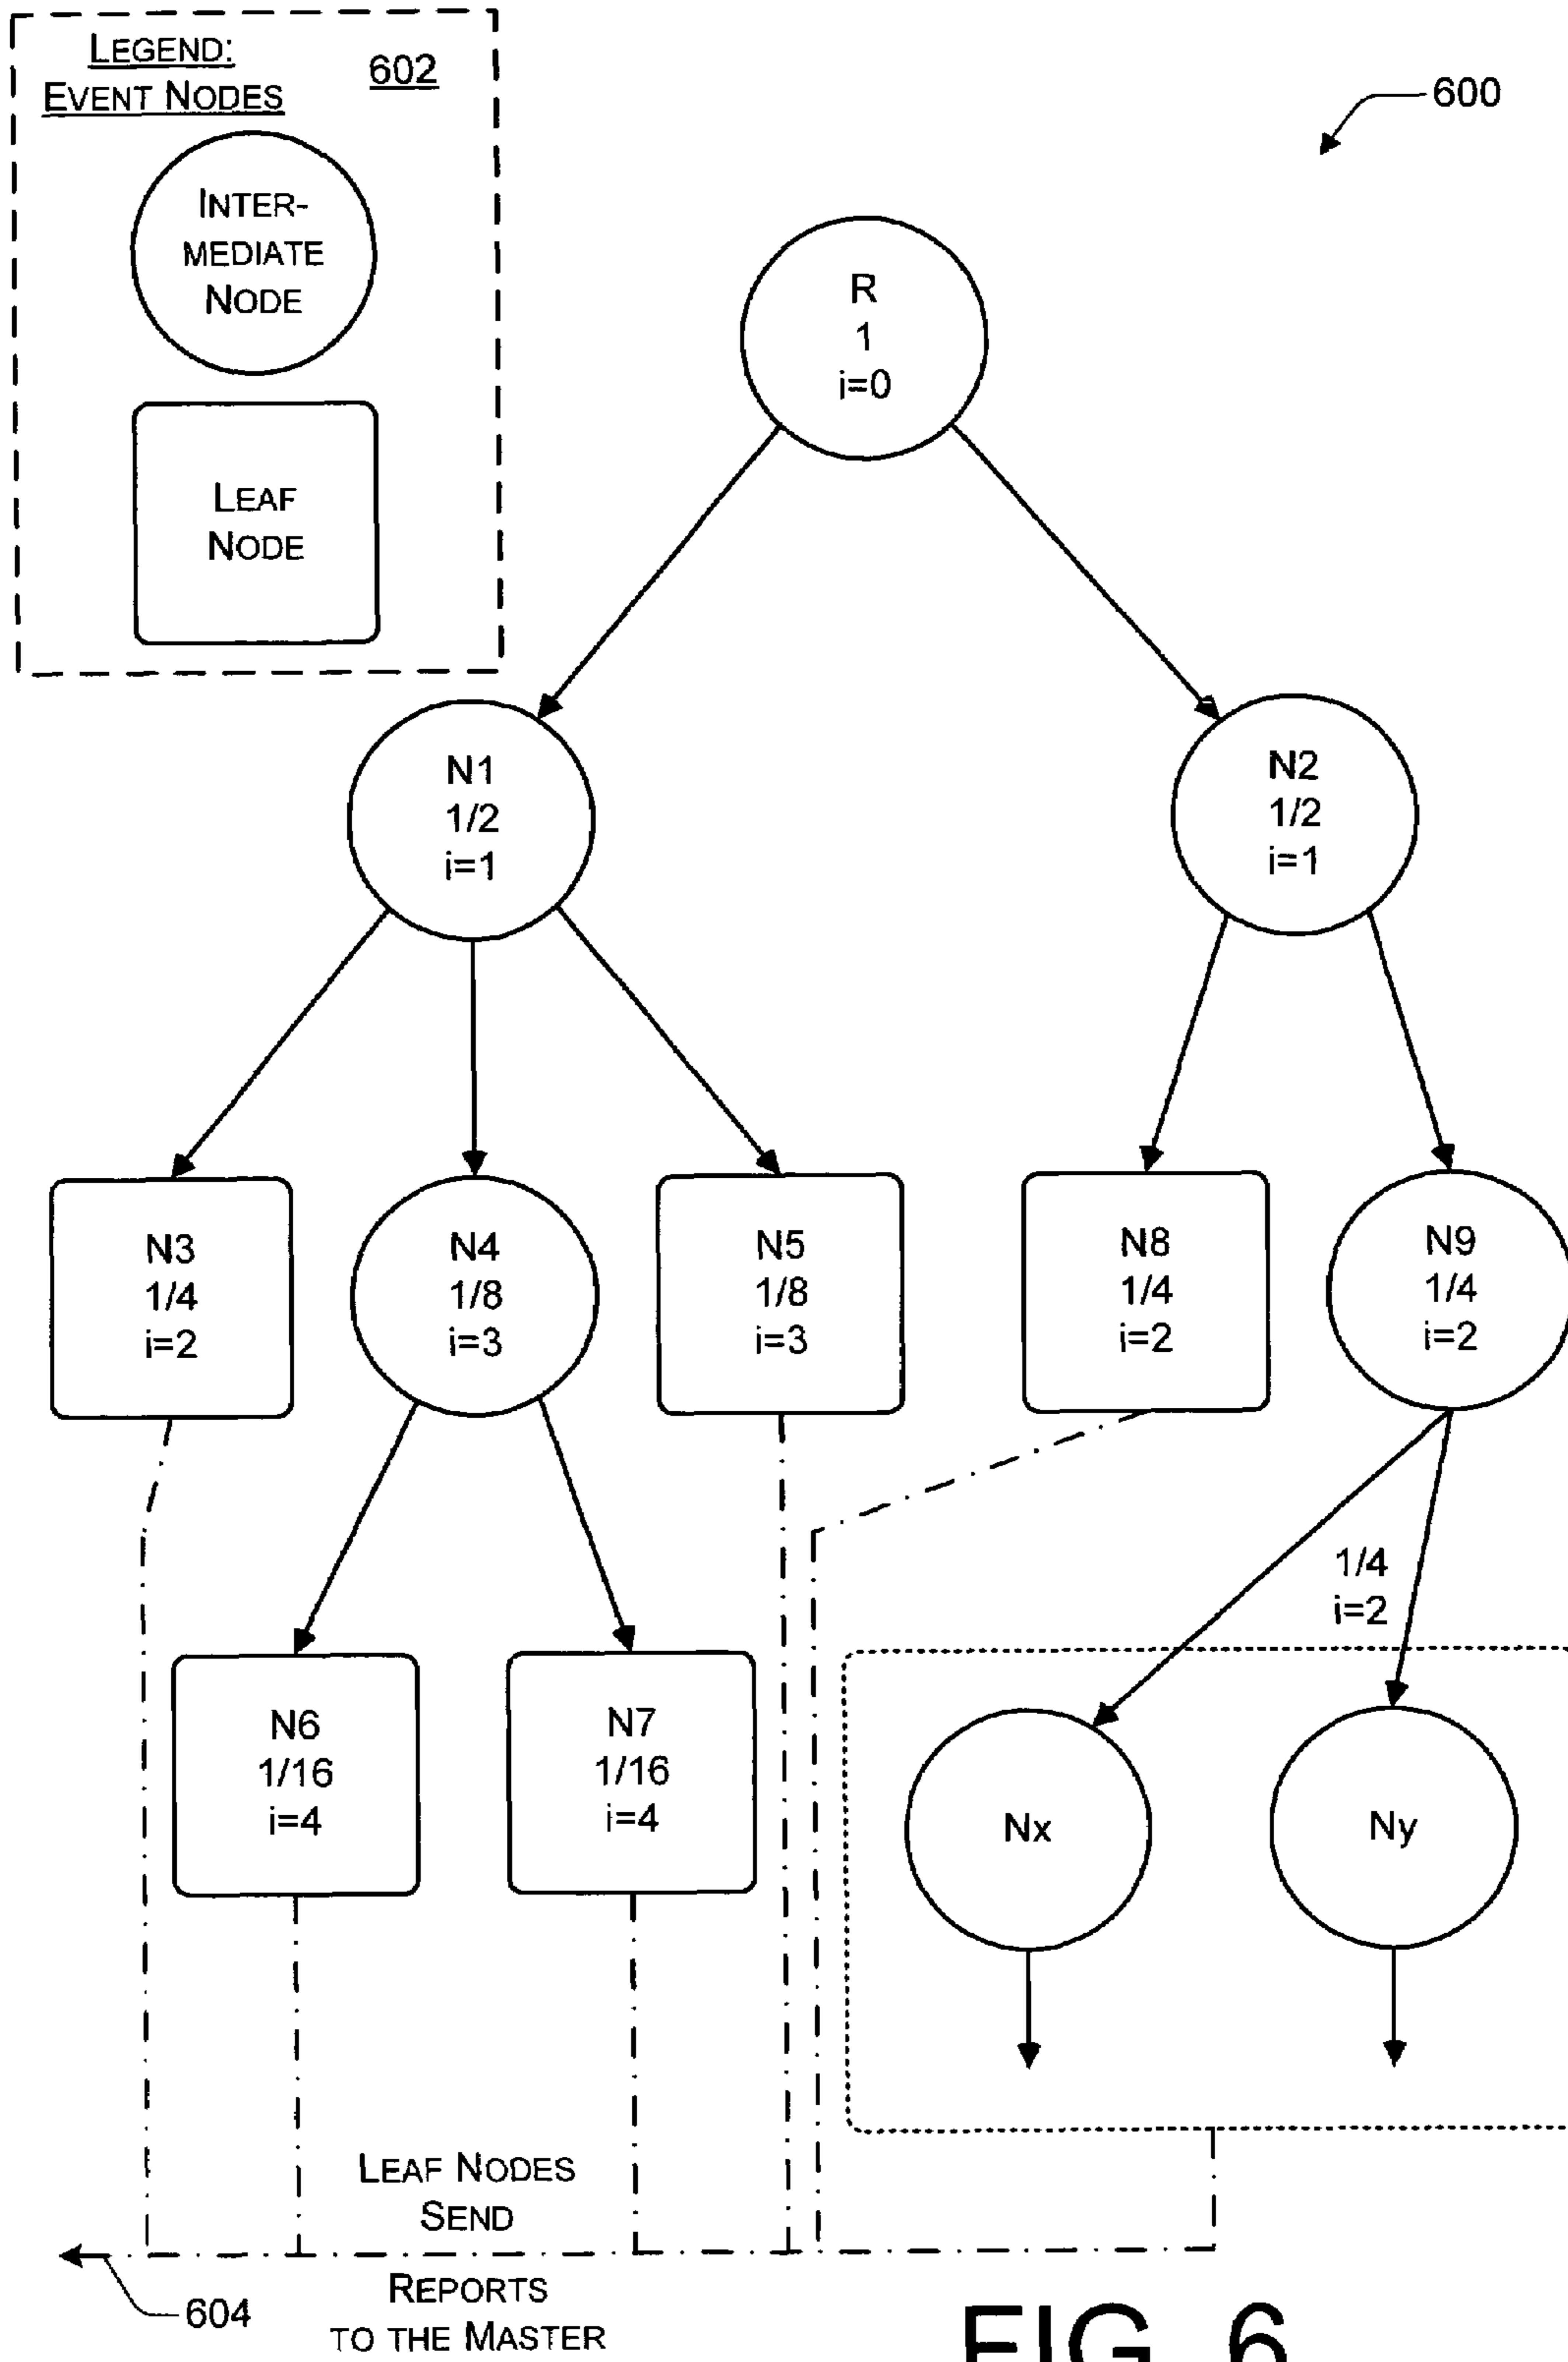 LEGEND:
EVENT NODES
602
INTER-
MEDIATE
NODE
LEAF
NODE
600
R
1
i=0
N1
1/2
i=1
N2
1/2
i=1
N3
1/4
i=2
N4
1/8
i=3
N5
1/8
i=3
N8
1/4
i=2
N9
1/4
i=2
1/4
i=2
N6
1/16
i=4
N7
1/16
i=4
Nx
Ny
LEAF NODES
SEND
REPORTS
TO THE MASTER
604
FIG. 6